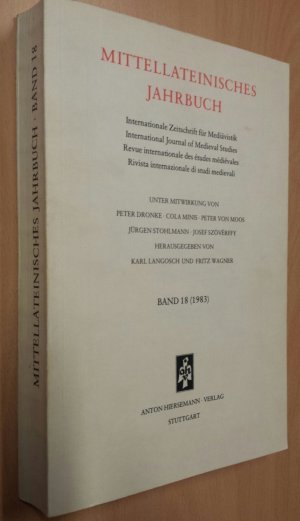 MITTELLATEINISCHES JAHRBUCH · BAND 18
MITTELLATEINISCHES
JAHRBUCH
Internationale Zeitschrift für Mediävistik
International Journal of Medieval Studies
Revue internationale des études médiévales
Rivista internazionale di studi medievali
UNTER MITWIRKUNG VON
PETER DRONKE · COLA MINIS · PETER VON MOOS
JÜRGEN STOHLMANN · JOSEF SZÖVÉRFFY
HERAUSGEGEBEN VON
KARL LANGOSCH UND FRITZ WAGNER
BAND 18 (1983)
ANTON HIERSEMANN · VERLAG
STUTTGART